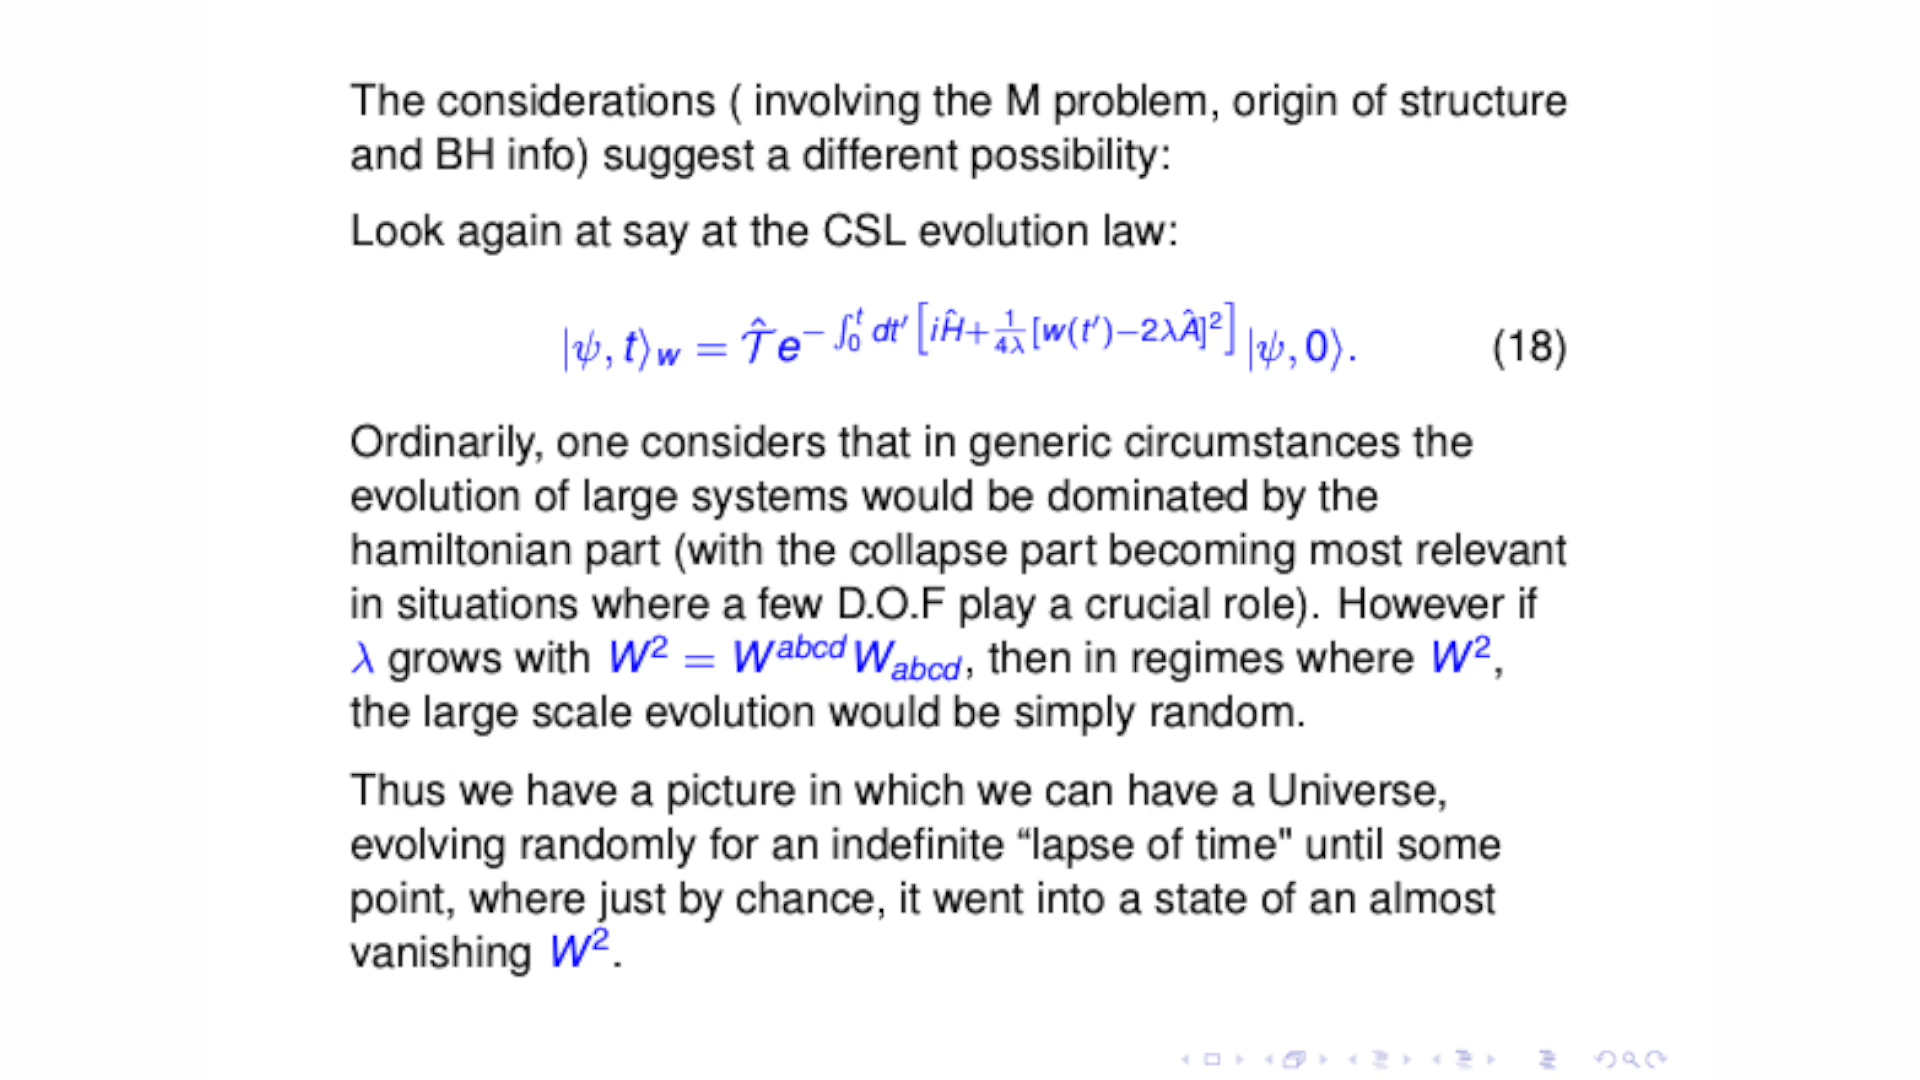 The considerations ( involving the M problem, origin of structure
and BH info) suggest a different possibility:
Look again at say at the CSL evolution law:
|ψ, t⟩_w = 𝒯̂ e^{− ∫_0^t dt′ [iĤ + \frac{1}{4λ}[w(t′)−2λÂ]^2]} |ψ, 0⟩. (18)
Ordinarily, one considers that in generic circumstances the
evolution of large systems would be dominated by the
hamiltonian part (with the collapse part becoming most relevant
in situations where a few D.O.F play a crucial role). However if
λ grows with W² = W^{abcd} W_{abcd}, then in regimes where W²,
the large scale evolution would be simply random.
Thus we have a picture in which we can have a Universe,
evolving randomly for an indefinite “lapse of time" until some
point, where just by chance, it went into a state of an almost
vanishing W².